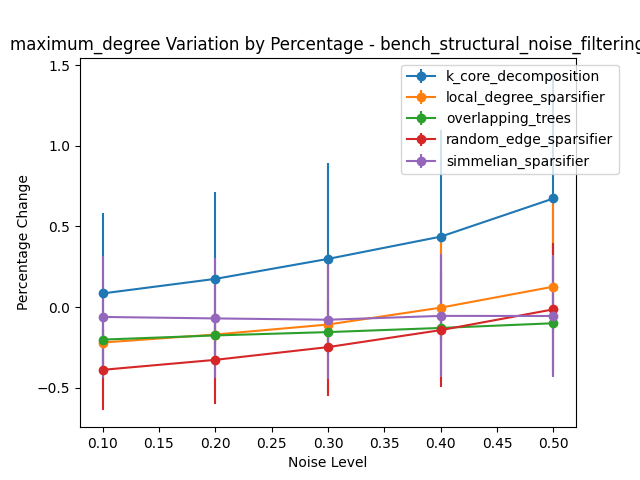 maximum_degree Variation by Percentage - bench_structural_noise_filtering
k_core_decomposition
local_degree_sparsifier
overlapping_trees
random_edge_sparsifier
simmelian_sparsifier
Percentage Change
1.5
1.0
0.5
0.0
−0.5
0.10 0.15 0.20 0.25 0.30 0.35 0.40 0.45 0.50
Noise Level